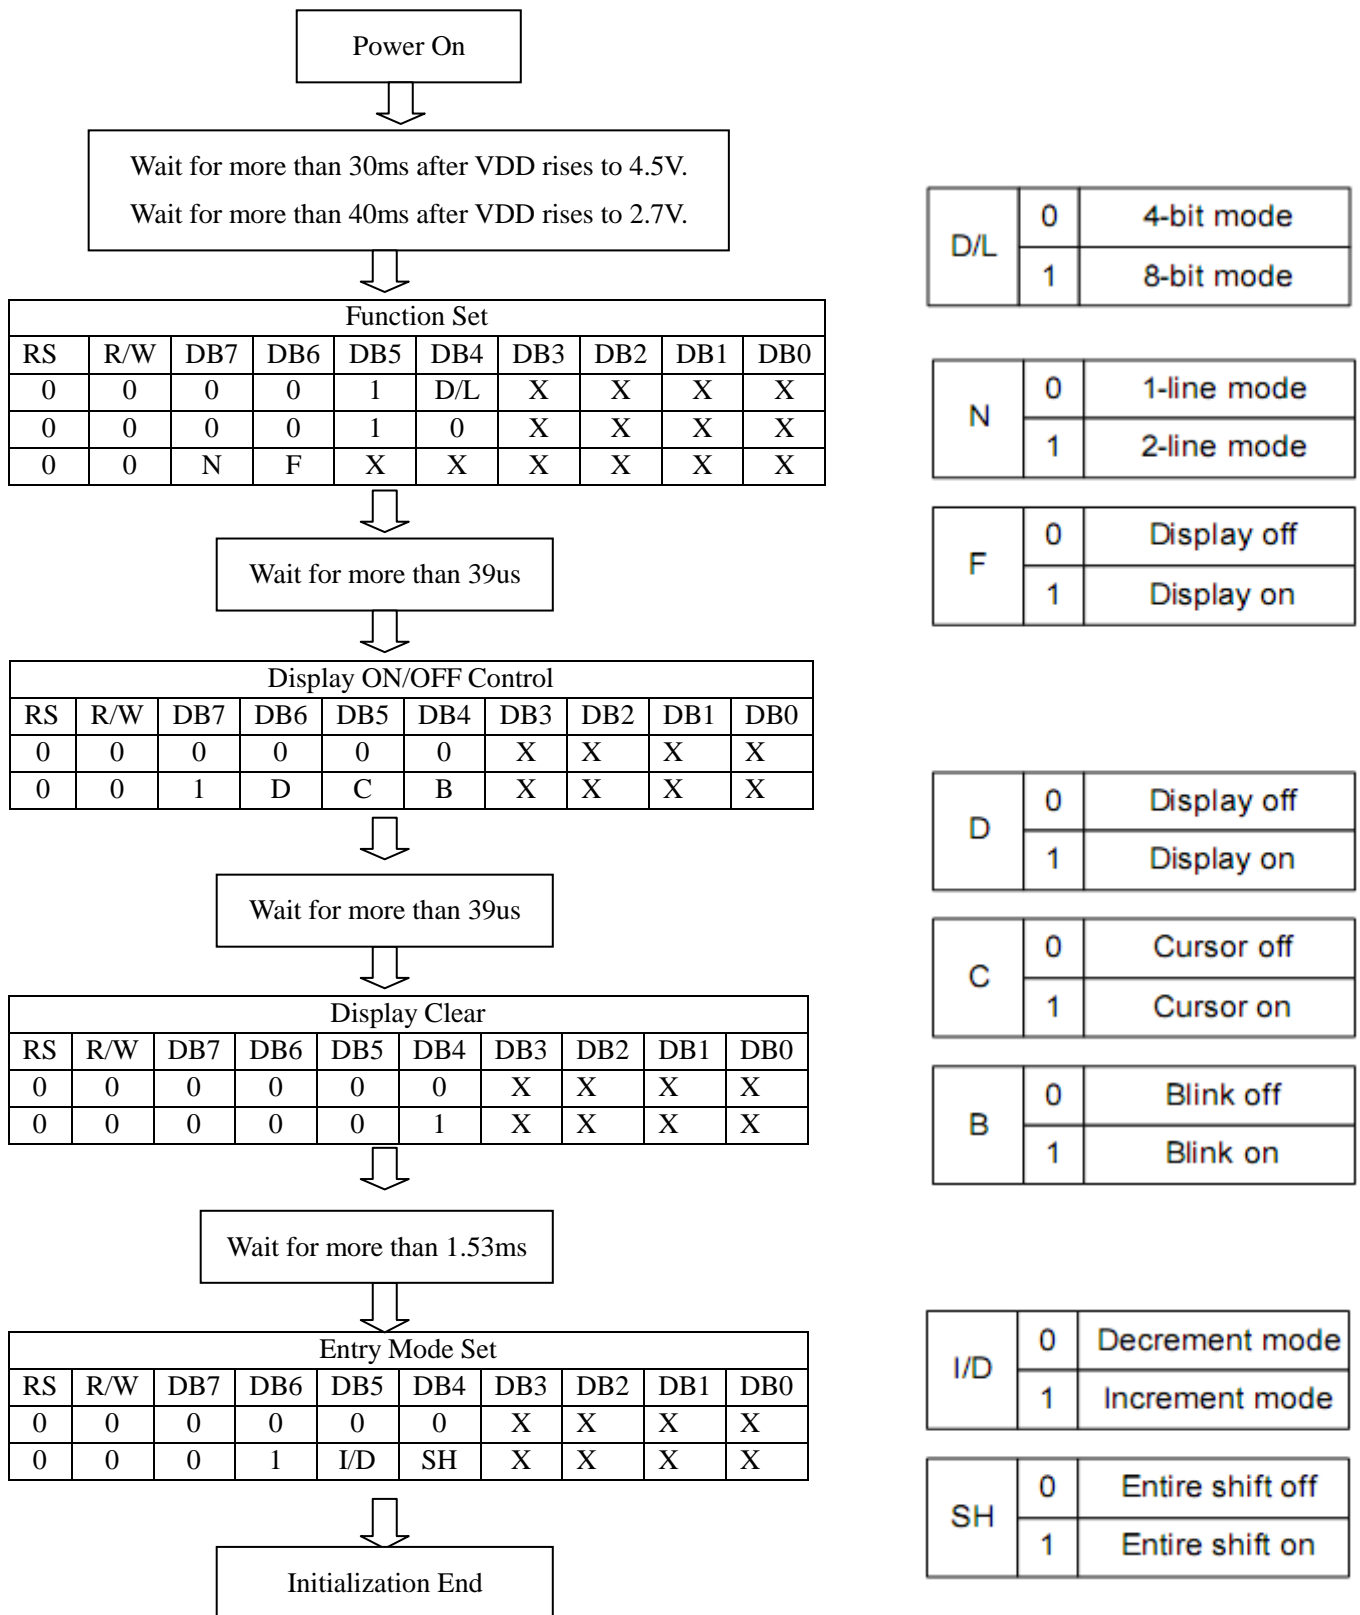 Power On
Wait for more than 30ms after VDD rises to 4.5V.
Wait for more than 40ms after VDD rises to 2.7V.
Function Set
RS R/W DB7 DB6 DB5 DB4 DB3 DB2 DB1 DB0
0 0 0 0 1 D/L X X X X
0 0 0 0 1 0 X X X X
0 0 N F X X X X X X
Wait for more than 39us
Display ON/OFF Control
RS R/W DB7 DB6 DB5 DB4 DB3 DB2 DB1 DB0
0 0 0 0 0 0 X X X X
0 0 1 D C B X X X X
Wait for more than 39us
Display Clear
RS R/W DB7 DB6 DB5 DB4 DB3 DB2 DB1 DB0
0 0 0 0 0 0 X X X X
0 0 0 0 0 1 X X X X
Wait for more than 1.53ms
Entry Mode Set
RS R/W DB7 DB6 DB5 DB4 DB3 DB2 DB1 DB0
0 0 0 0 0 0 X X X X
0 0 0 1 I/D SH X X X X
Initialization End
D/L
0 4-bit mode
1 8-bit mode
N
0 1-line mode
1 2-line mode
F
0 Display off
1 Display on
D
0 Display off
1 Display on
C
0 Cursor off
1 Cursor on
B
0 Blink off
1 Blink on
I/D
0 Decrement mode
1 Increment mode
SH
0 Entire shift off
1 Entire shift on